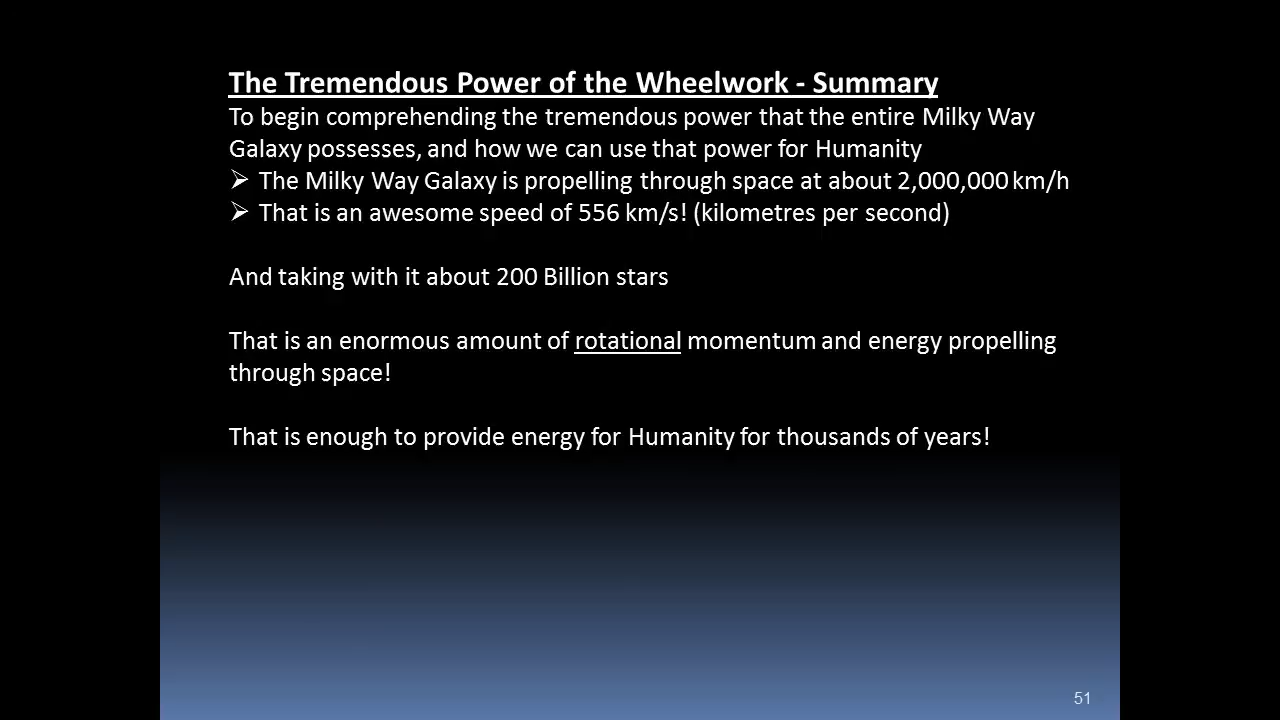 The Tremendous Power of the Wheelwork - Summary
To begin comprehending the tremendous power that the entire Milky Way
Galaxy possesses, and how we can use that power for Humanity
➢ The Milky Way Galaxy is propelling through space at about 2,000,000 km/h
➢ That is an awesome speed of 556 km/s! (kilometres per second)
And taking with it about 200 Billion stars
That is an enormous amount of rotational momentum and energy propelling
through space!
That is enough to provide energy for Humanity for thousands of years!
51